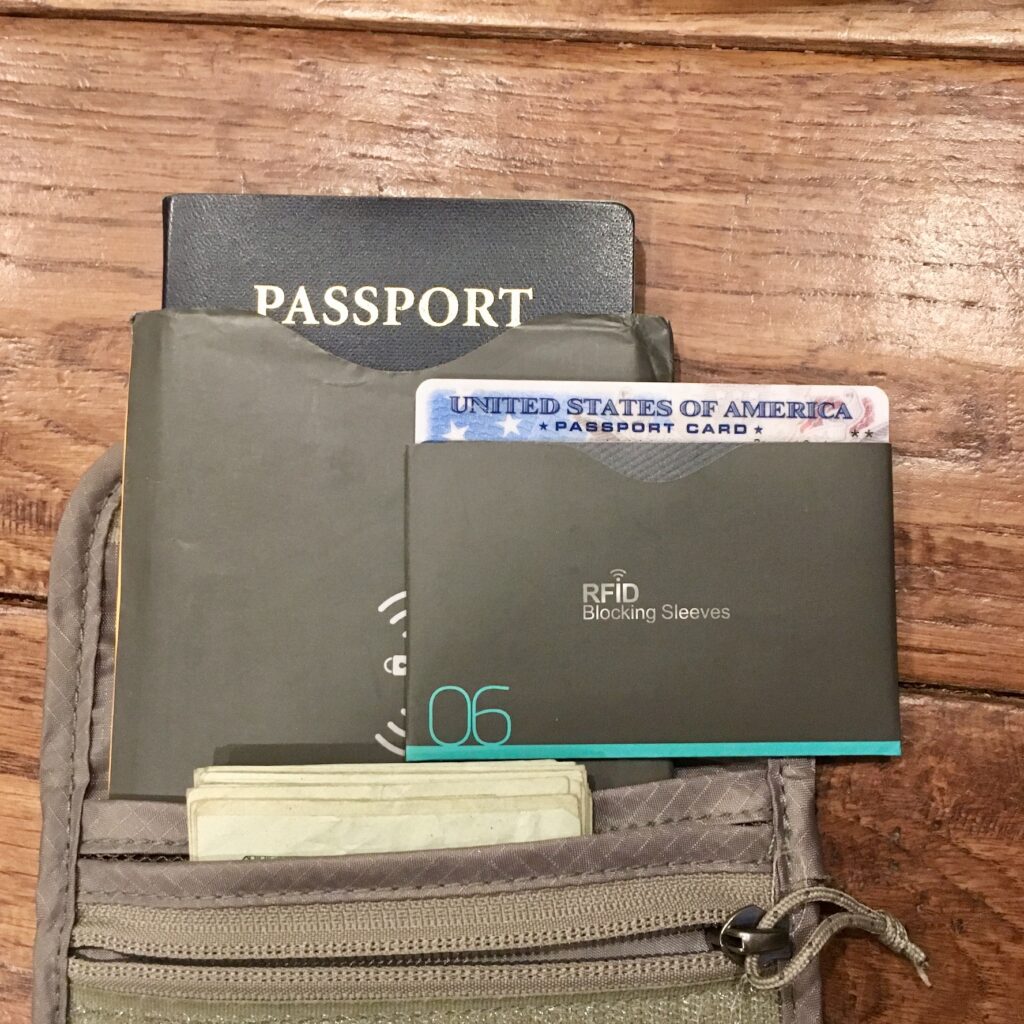 PASSPORT
UNITED STATES OF AMERICA
★ PASSPORT CARD ★
RFiD
Blocking Sleeves
06